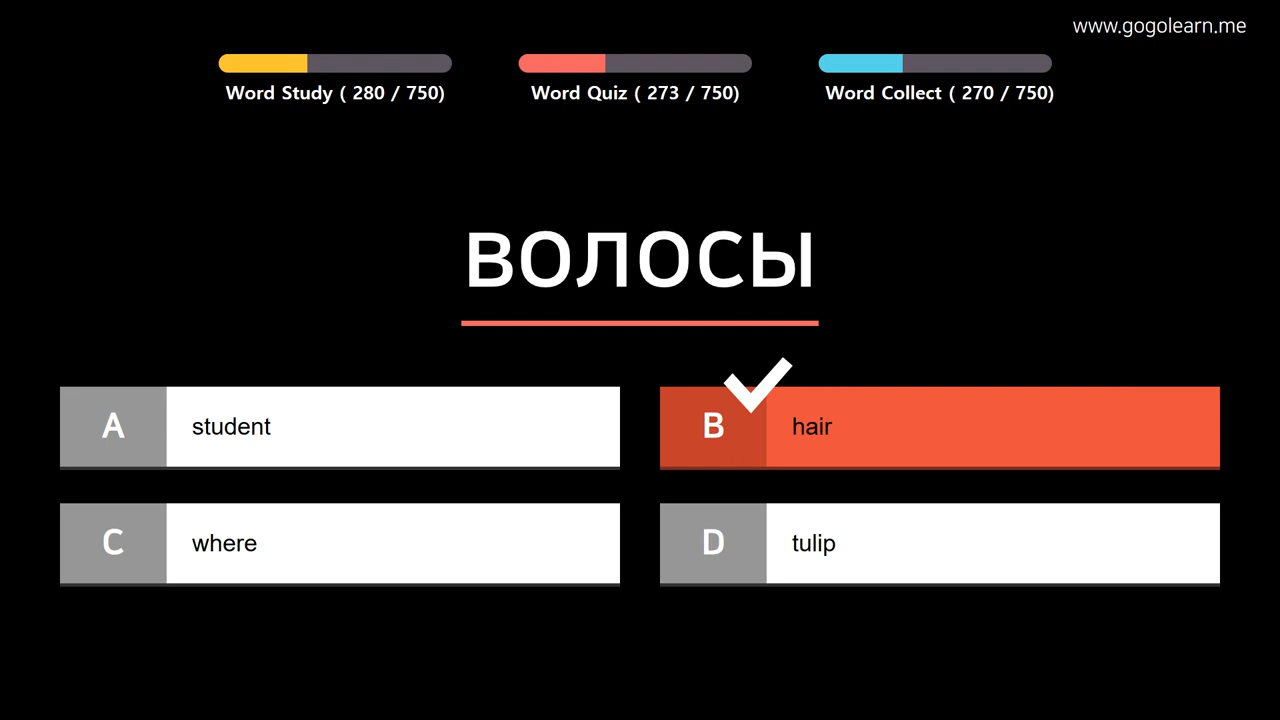 www.gogolearn.me
Word Study ( 280 / 750)
Word Quiz ( 273 / 750)
Word Collect ( 270 / 750)
волосы
A student
B hair
C where
D tulip